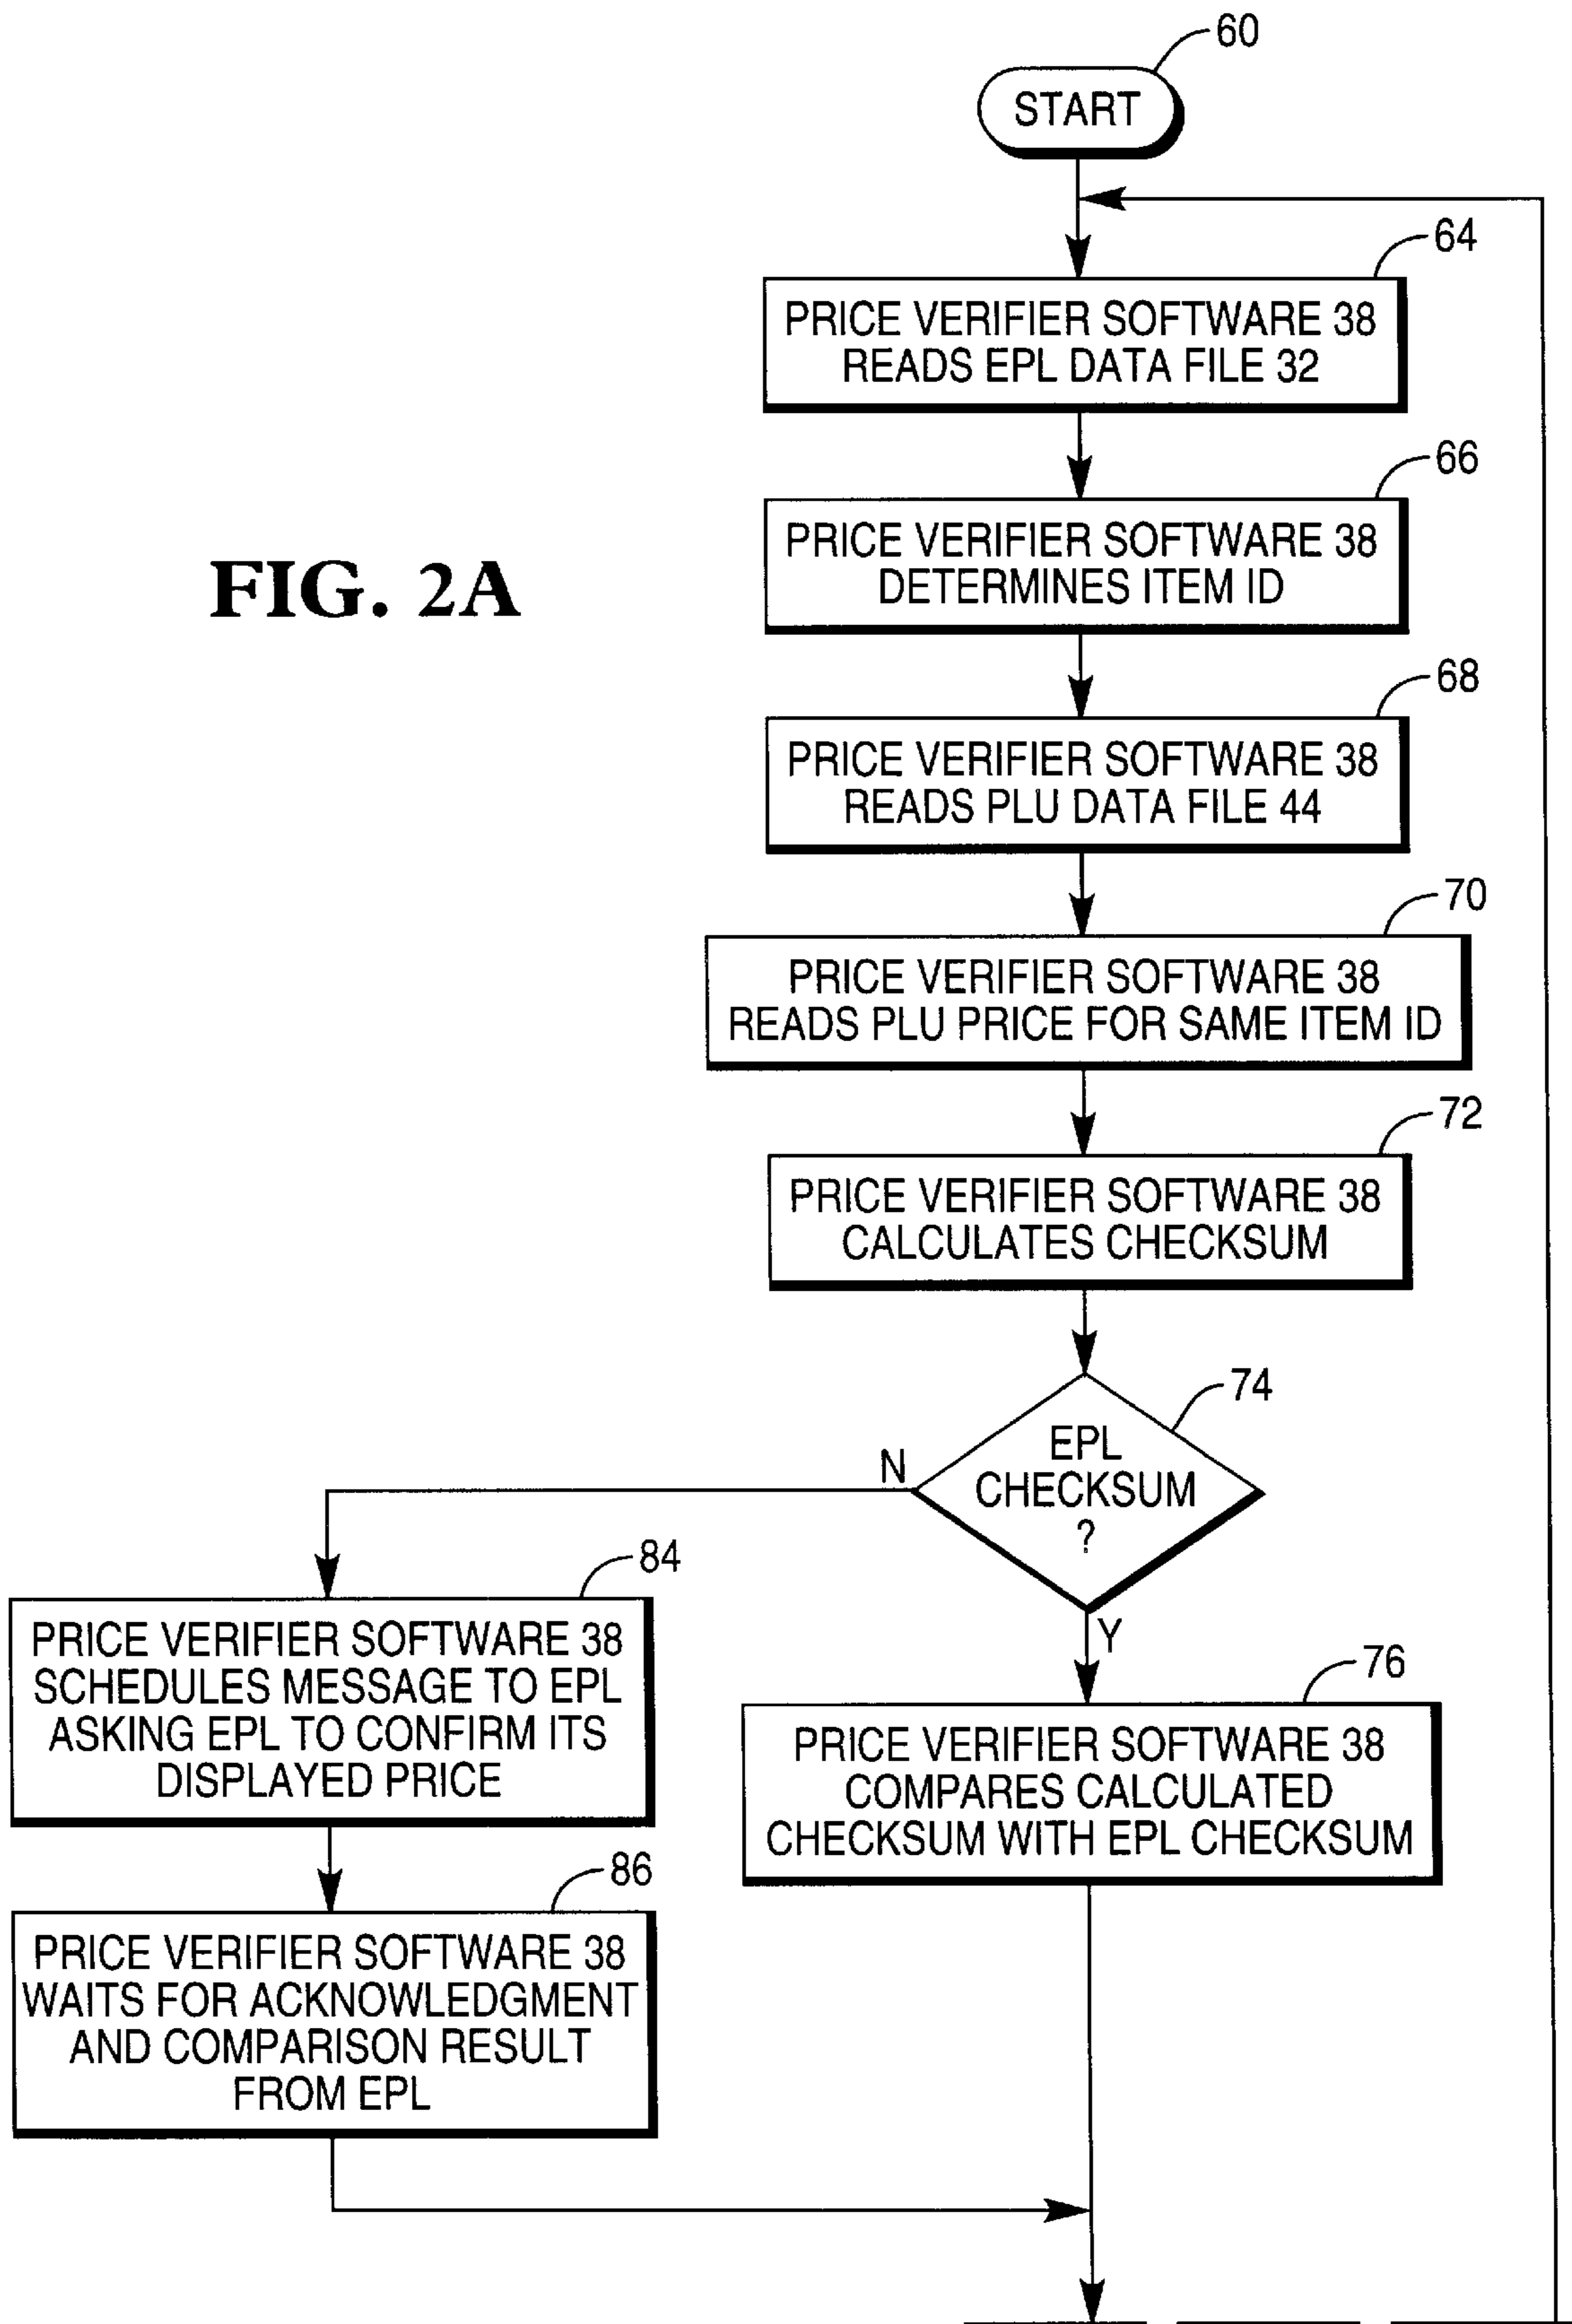 60
START
64
PRICE VERIFIER SOFTWARE 38
READS EPL DATA FILE 32
66
PRICE VERIFIER SOFTWARE 38
DETERMINES ITEM ID
FIG. 2A
68
PRICE VERIFIER SOFTWARE 38
READS PLU DATA FILE 44
70
PRICE VERIFIER SOFTWARE 38
READS PLU PRICE FOR SAME ITEM ID
72
PRICE VERIFIER SOFTWARE 38
CALCULATES CHECKSUM
74
EPL
CHECKSUM
?
N
Y
84
PRICE VERIFIER SOFTWARE 38
SCHEDULES MESSAGE TO EPL
ASKING EPL TO CONFIRM ITS
DISPLAYED PRICE
76
PRICE VERIFIER SOFTWARE 38
COMPARES CALCULATED
CHECKSUM WITH EPL CHECKSUM
86
PRICE VERIFIER SOFTWARE 38
WAITS FOR ACKNOWLEDGMENT
AND COMPARISON RESULT
FROM EPL